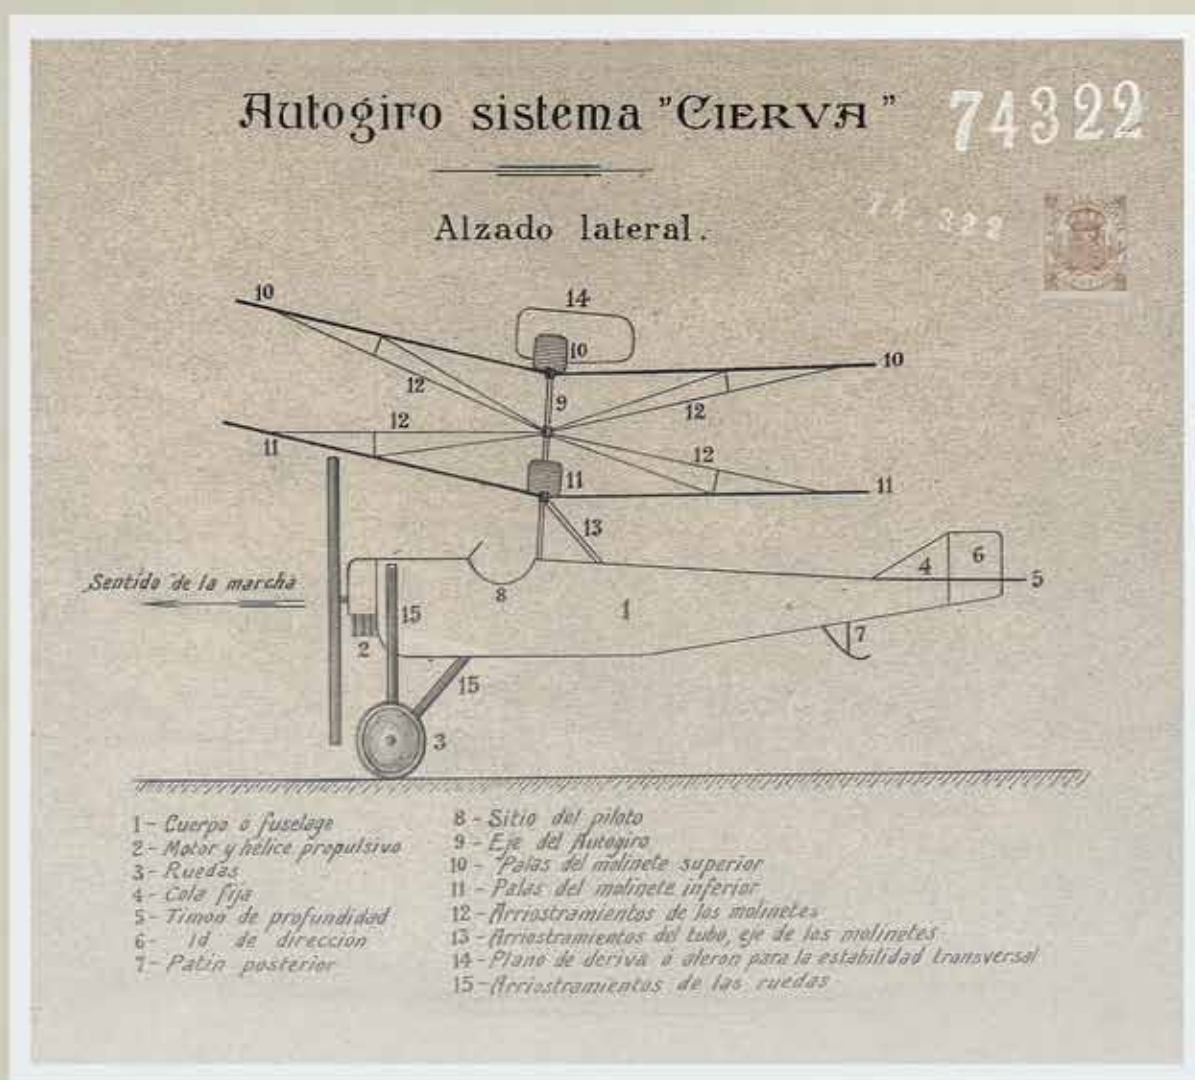 Autogiro sistema "CIERVA"
74322
74 322
Alzado lateral.
10
14
10
10
12
9
12
12
11
12
11
11
13
6
4
5
Sentido de la marcha
8
1
15
2
7
15
3
1 - Cuerpo o fuselage
2 - Motor y hélice propulsivo
3 - Ruedas
4 - Cola fija
5 - Timon de profundidad
6 - Id. de direccion
7 - Patin posterior
8 - Sitio del piloto
9 - Eje del Autogiro
10 - Palas del molinete superior
11 - Palas del molinete inferior
12 - Arriostramientos de los molinetes
13 - Arriostramientos del tubo, eje de los molinetes
14 - Plano de deriva o aleron para la estabilidad transversal
15 - Arriostramientos de las ruedas